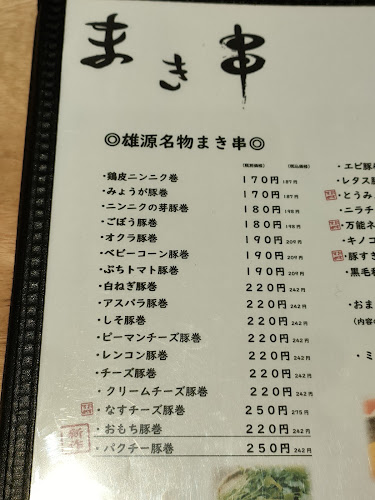 まき串
◎雄源名物まき串◎
(税抜価格) (税込価格)
・鶏皮ニンニク巻 170円 187円
・みょうが豚巻 170円 187円
・ニンニクの芽豚巻 180円 198円
・ごぼう豚巻 180円 198円
・オクラ豚巻 190円 209円
・ベビーコーン豚巻 190円 209円
・ぷちトマト豚巻 190円 209円
・白ねぎ豚巻 220円 242円
・アスパラ豚巻 220円 242円
・しそ豚巻 220円 242円
・ピーマンチーズ豚巻 220円 242円
・レンコン豚巻 220円 242円
・チーズ豚巻 220円 242円
・クリームチーズ豚巻 220円 242円
・なすチーズ豚巻 250円 275円
新作 ・おもち豚巻 220円 242円
・パクチー豚巻 250円 242円
・エビ豚巻
・レタス
・とうみ
・ニラチ
・万能ネ
・キノコ
・豚すき
・黒毛和
・おま
(内容
・ミ